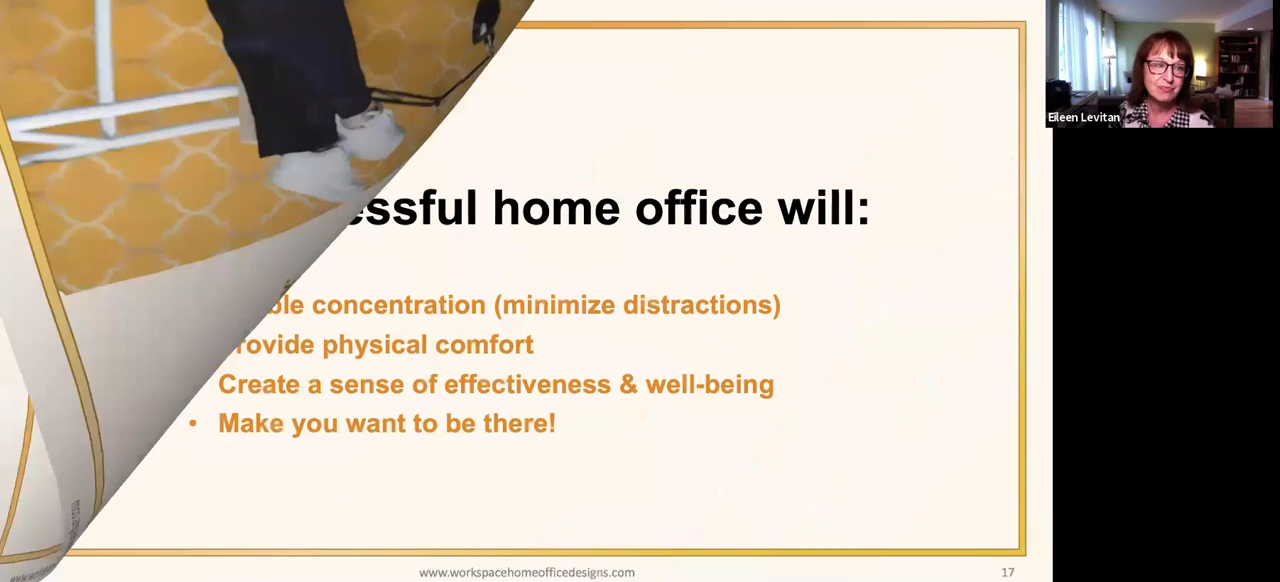 Eileen Levitan
essful home office will:
ble concentration (minimize distractions)
rovide physical comfort
Create a sense of effectiveness & well-being
• Make you want to be there!
www.workspacehomeofficedesigns.com
17